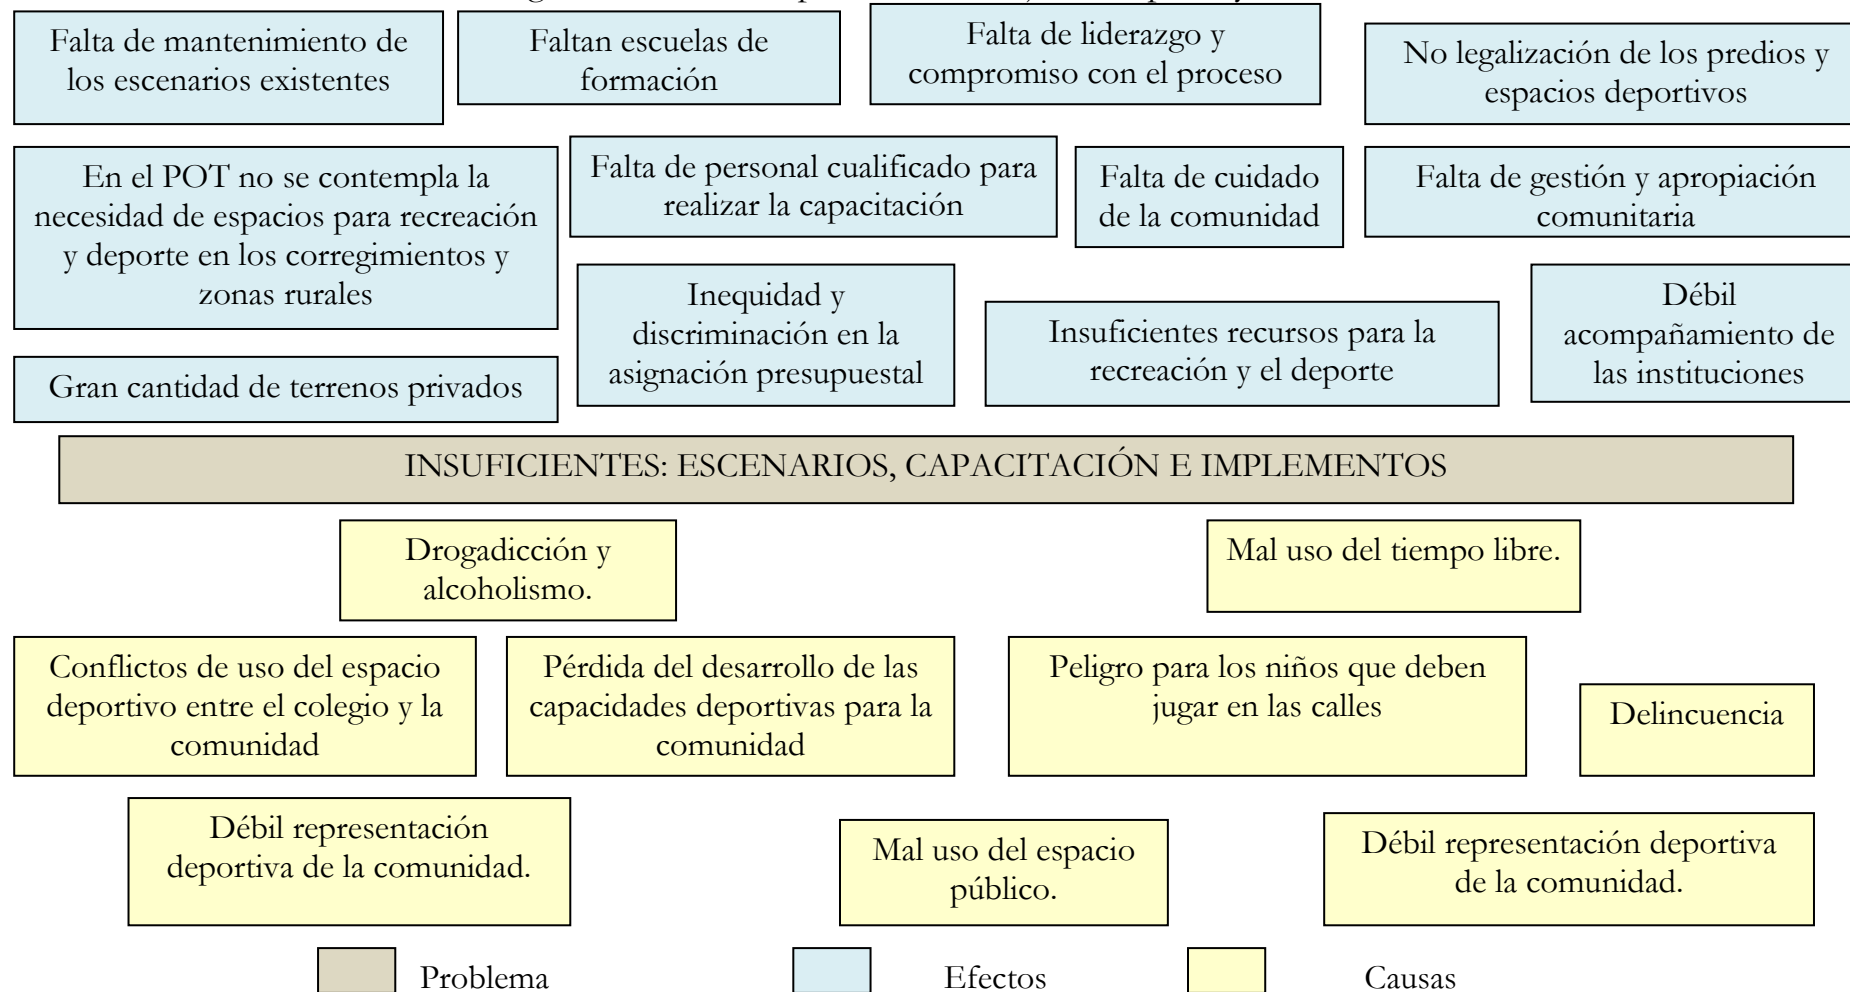 Falta de mantenimiento de
los escenarios existentes
Faltan escuelas de
formación
Falta de liderazgo y
compromiso con el proceso
No legalización de los predios y
espacios deportivos
En el POT no se contempla la
necesidad de espacios para recreación
y deporte en los corregimientos y
zonas rurales
Falta de personal cualificado para
realizar la capacitación
Falta de cuidado
de la comunidad
Falta de gestión y apropiación
comunitaria
Inequidad y
discriminación en la
asignación presupuestal
Insuficientes recursos para la
recreación y el deporte
Débil
acompañamiento de
las instituciones
Gran cantidad de terrenos privados
INSUFICIENTES: ESCENARIOS, CAPACITACIÓN E IMPLEMENTOS
Drogadicción y
alcoholismo.
Mal uso del tiempo libre.
Conflictos de uso del espacio
deportivo entre el colegio y la
comunidad
Pérdida del desarrollo de las
capacidades deportivas para la
comunidad
Peligro para los niños que deben
jugar en las calles
Delincuencia
Débil representación
deportiva de la comunidad.
Mal uso del espacio
público.
Débil representación deportiva
de la comunidad.
Problema
Efectos
Causas